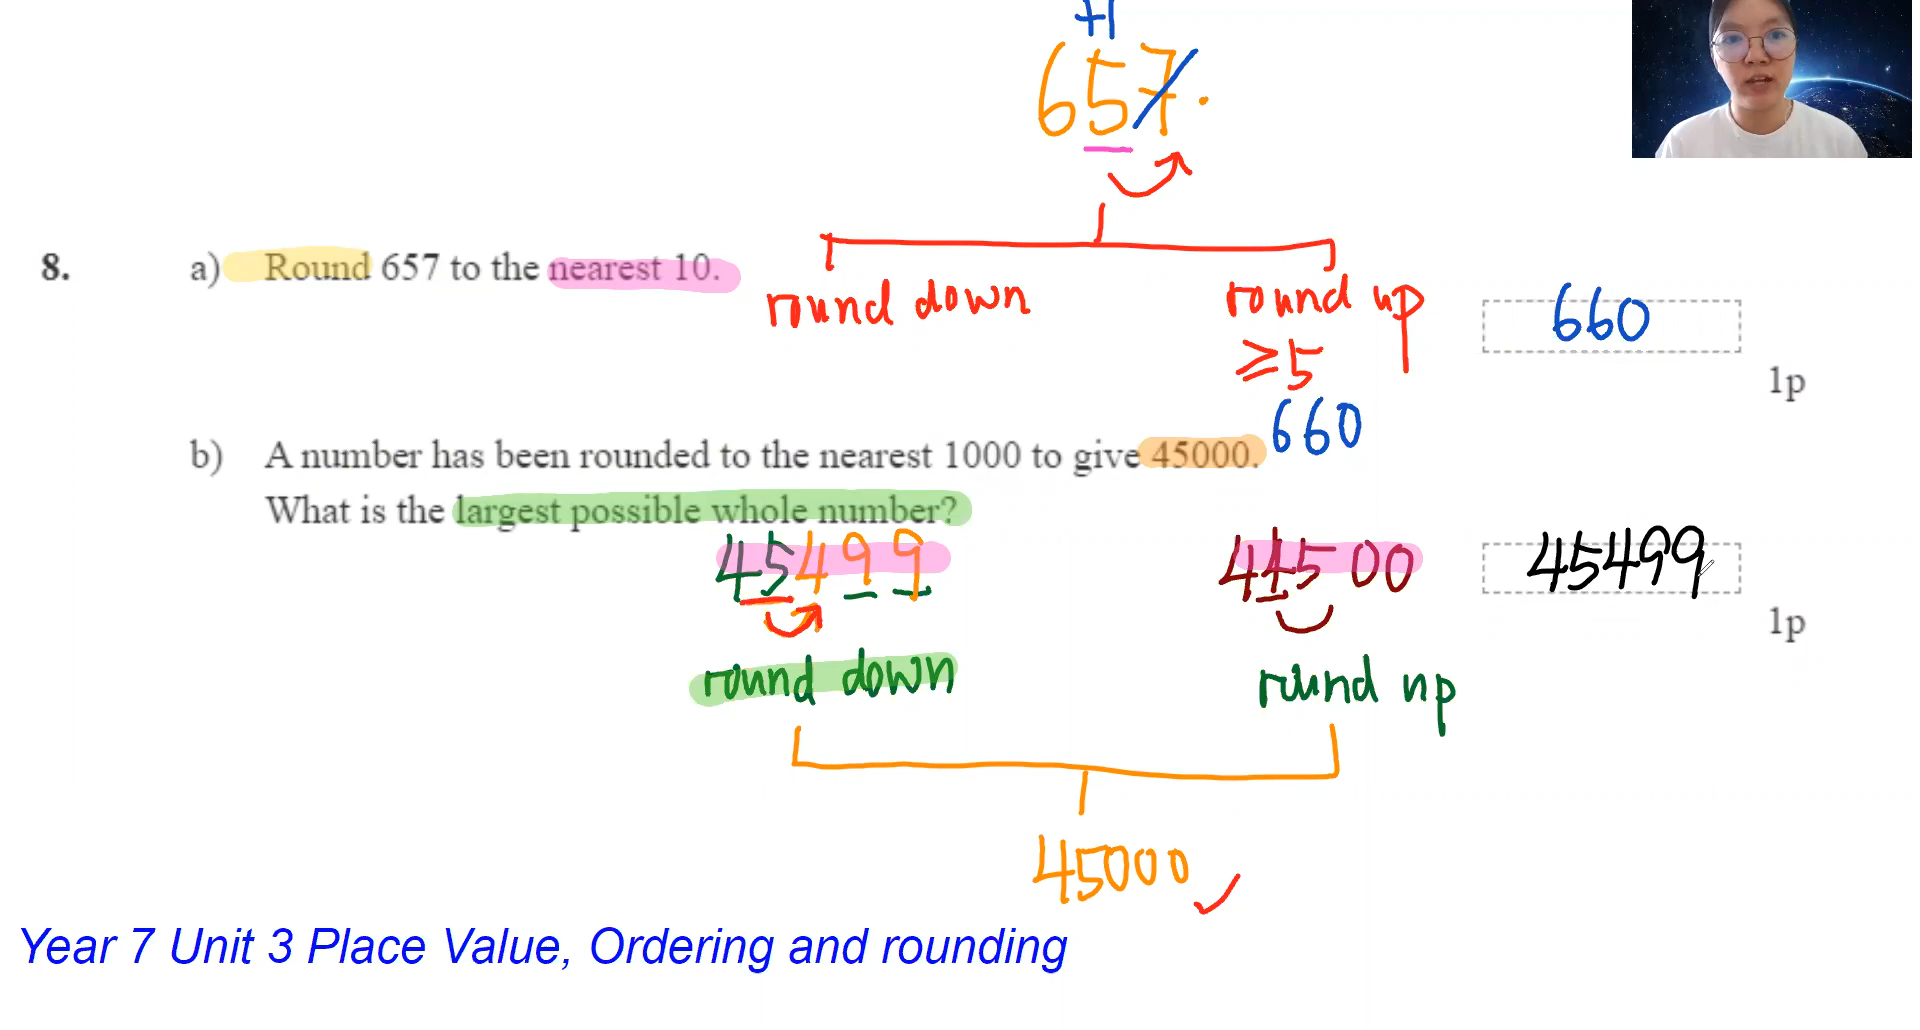 +1
657.
8. a) Round 657 to the nearest 10.
round down round up
≥5
660
660
1p
b) A number has been rounded to the nearest 1000 to give 45000.
What is the largest possible whole number?
45499 44500
45499
1p
round down round up
45000 ✓
Year 7 Unit 3 Place Value, Ordering and rounding